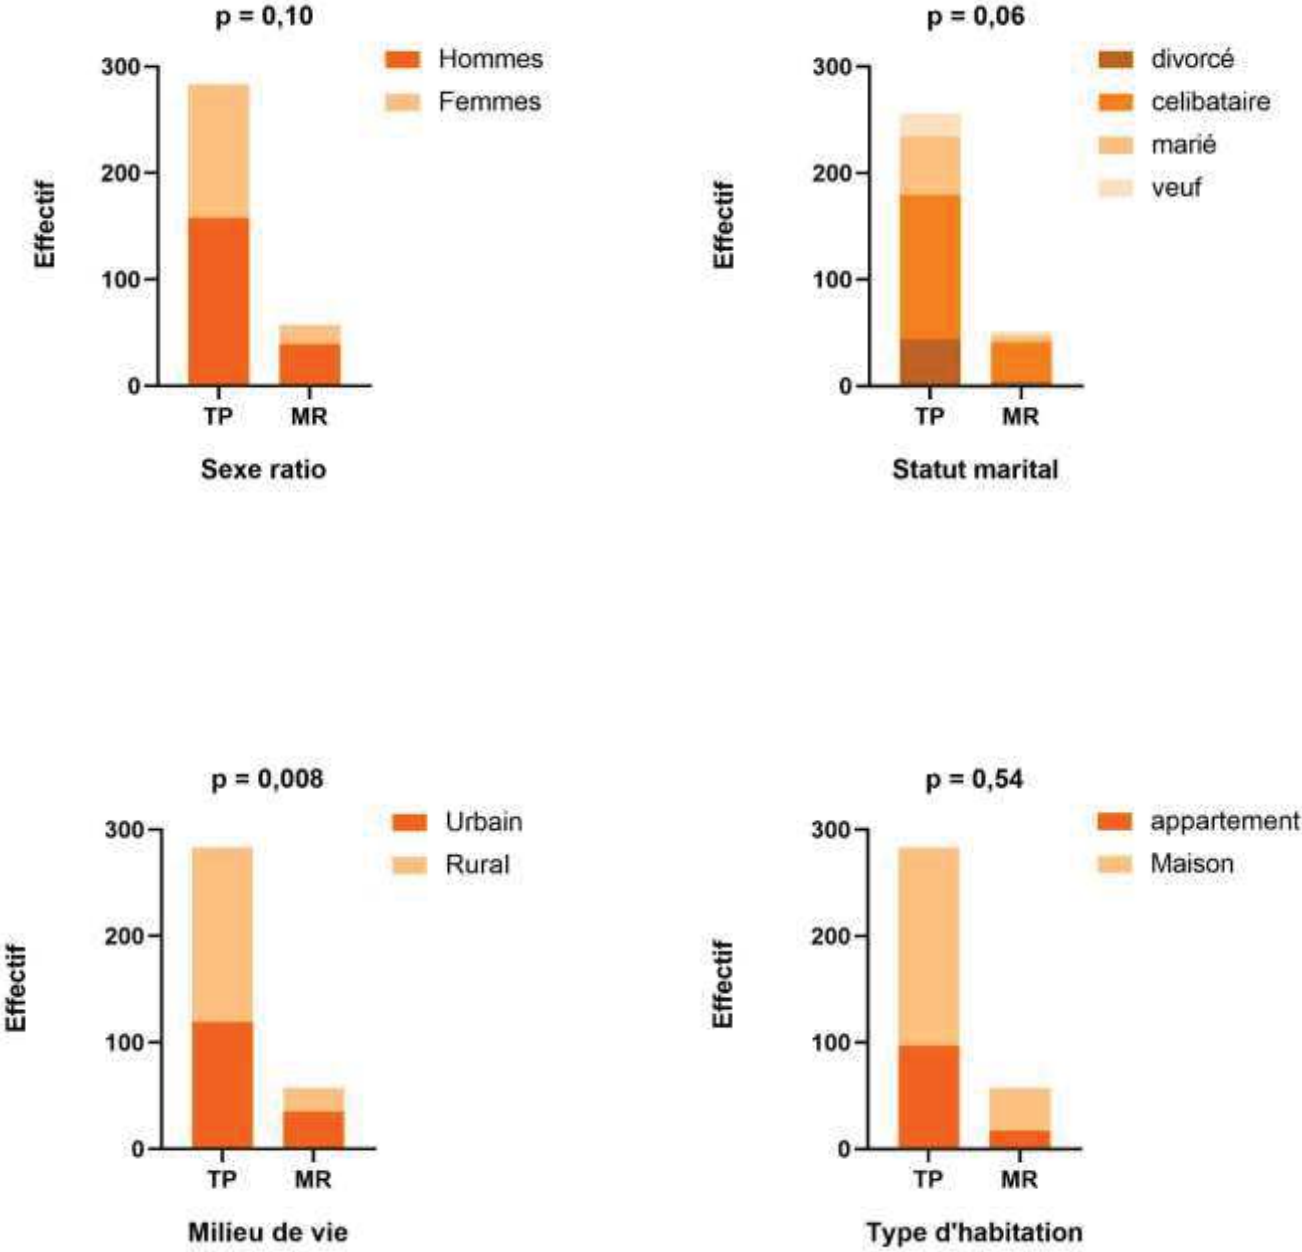 p = 0,10
Hommes
Femmes
300
200
100
0
Effectif
TP
MR
Sexe ratio
p = 0,06
divorcé
celibataire
marié
veuf
300
200
100
0
Effectif
TP
MR
Statut marital
p = 0,008
Urbain
Rural
300
200
100
0
Effectif
TP
MR
Milieu de vie
p = 0,54
appartement
Maison
300
200
100
0
Effectif
TP
MR
Type d'habitation